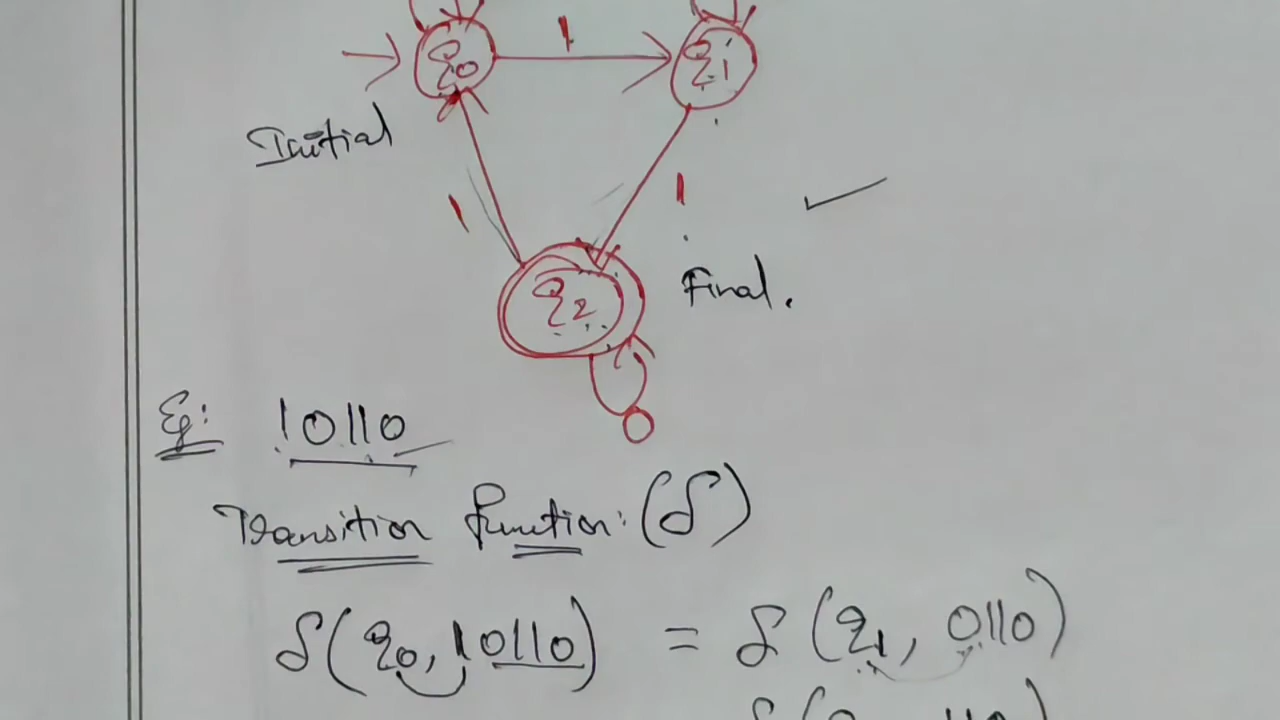 q0 1 q1
Initial
1 1
q2 Final.
0
Eg: 10110
Transition function: (δ)
δ(q0, 10110) = δ(q1, 0110)